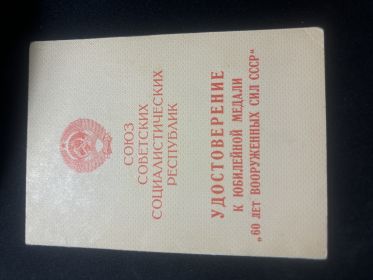 СОЮЗ
СОВЕТСКИХ
СОЦИАЛИСТИЧЕСКИХ
РЕСПУБЛИК
УДОСТОВЕРЕНИЕ
К ЮБИЛЕЙНОЙ МЕДАЛИ
„60 ЛЕТ ВООРУЖЕННЫХ СИЛ СССР“